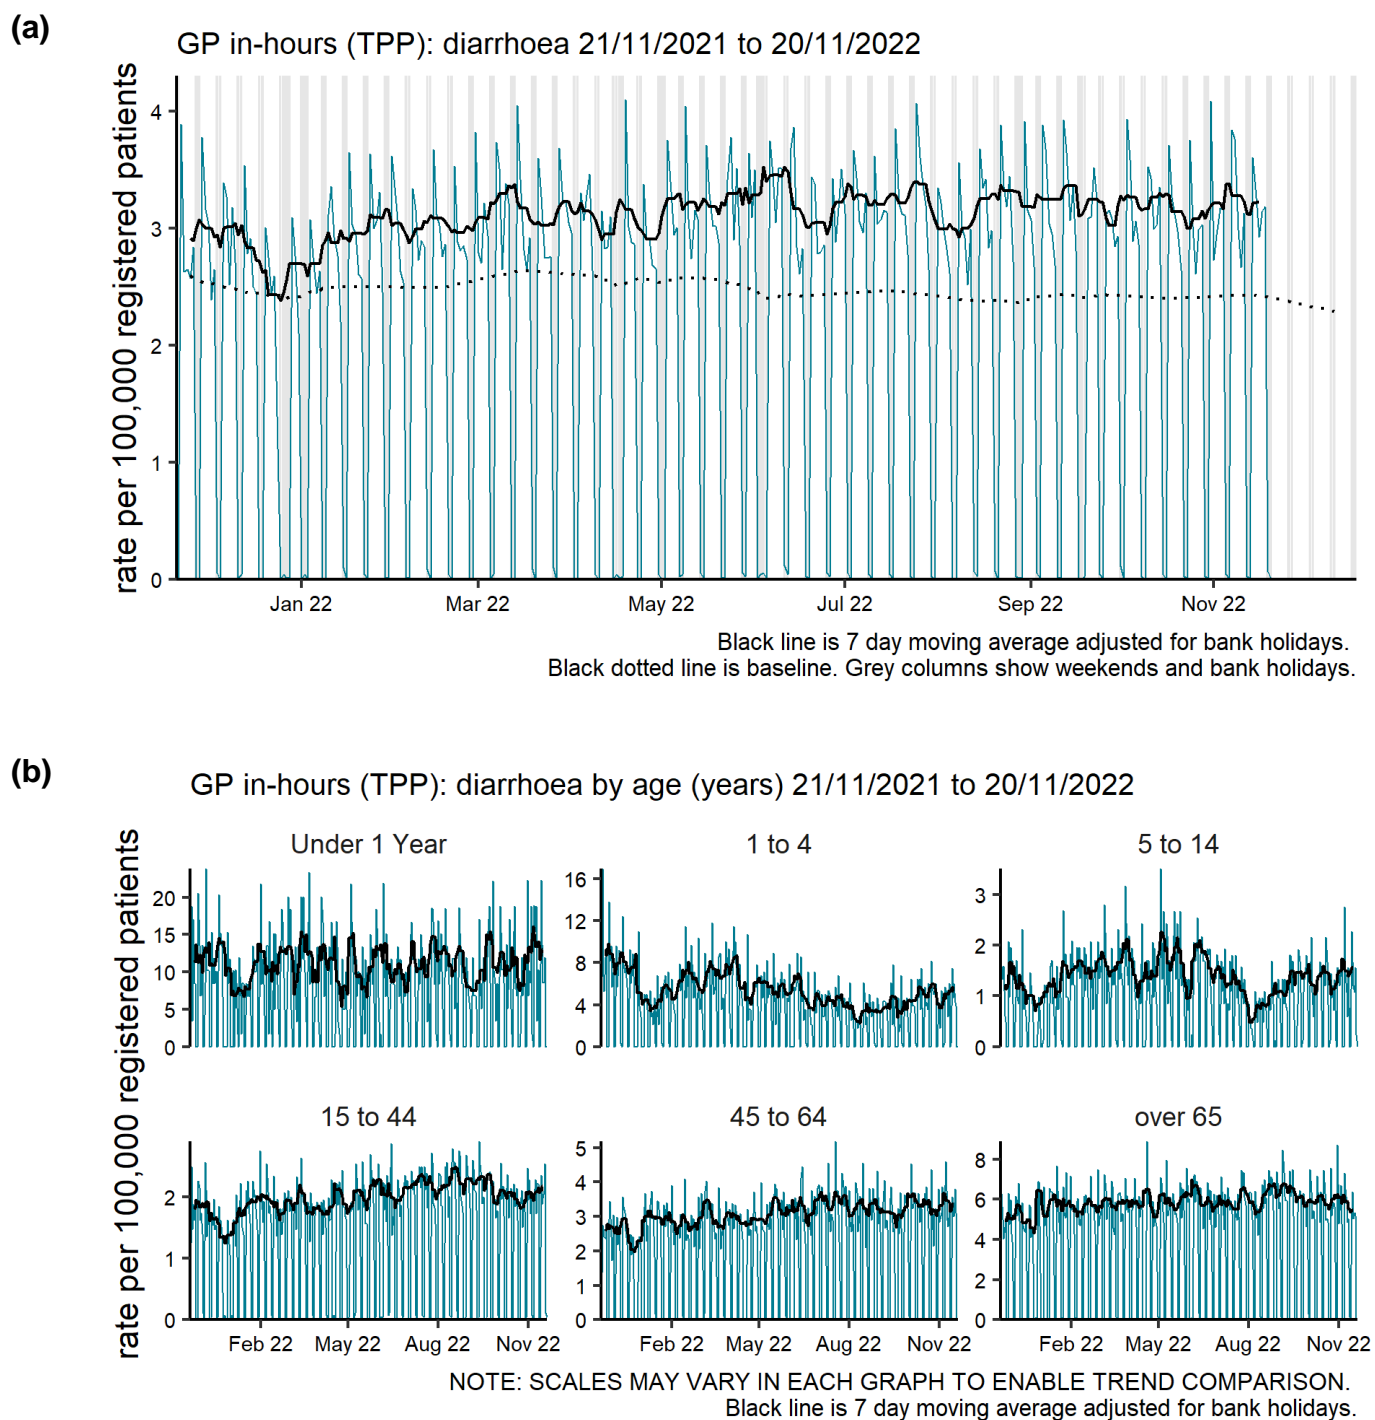 (a)
GP in-hours (TPP): diarrhoea 21/11/2021 to 20/11/2022
rate per 100,000 registered patients
4
3
2
1
0
Jan 22
Mar 22
May 22
Jul 22
Sep 22
Nov 22
Black line is 7 day moving average adjusted for bank holidays.
Black dotted line is baseline. Grey columns show weekends and bank holidays.
(b)
GP in-hours (TPP): diarrhoea by age (years) 21/11/2021 to 20/11/2022
rate per 100,000 registered patients
Under 1 Year
20
15
10
5
0
1 to 4
16
12
8
4
0
5 to 14
3
2
1
0
15 to 44
2
1
0
Feb 22
May 22
Aug 22
Nov 22
45 to 64
5
4
3
2
1
0
Feb 22
May 22
Aug 22
Nov 22
over 65
8
6
4
2
0
Feb 22
May 22
Aug 22
Nov 22
NOTE: SCALES MAY VARY IN EACH GRAPH TO ENABLE TREND COMPARISON.
Black line is 7 day moving average adjusted for bank holidays.